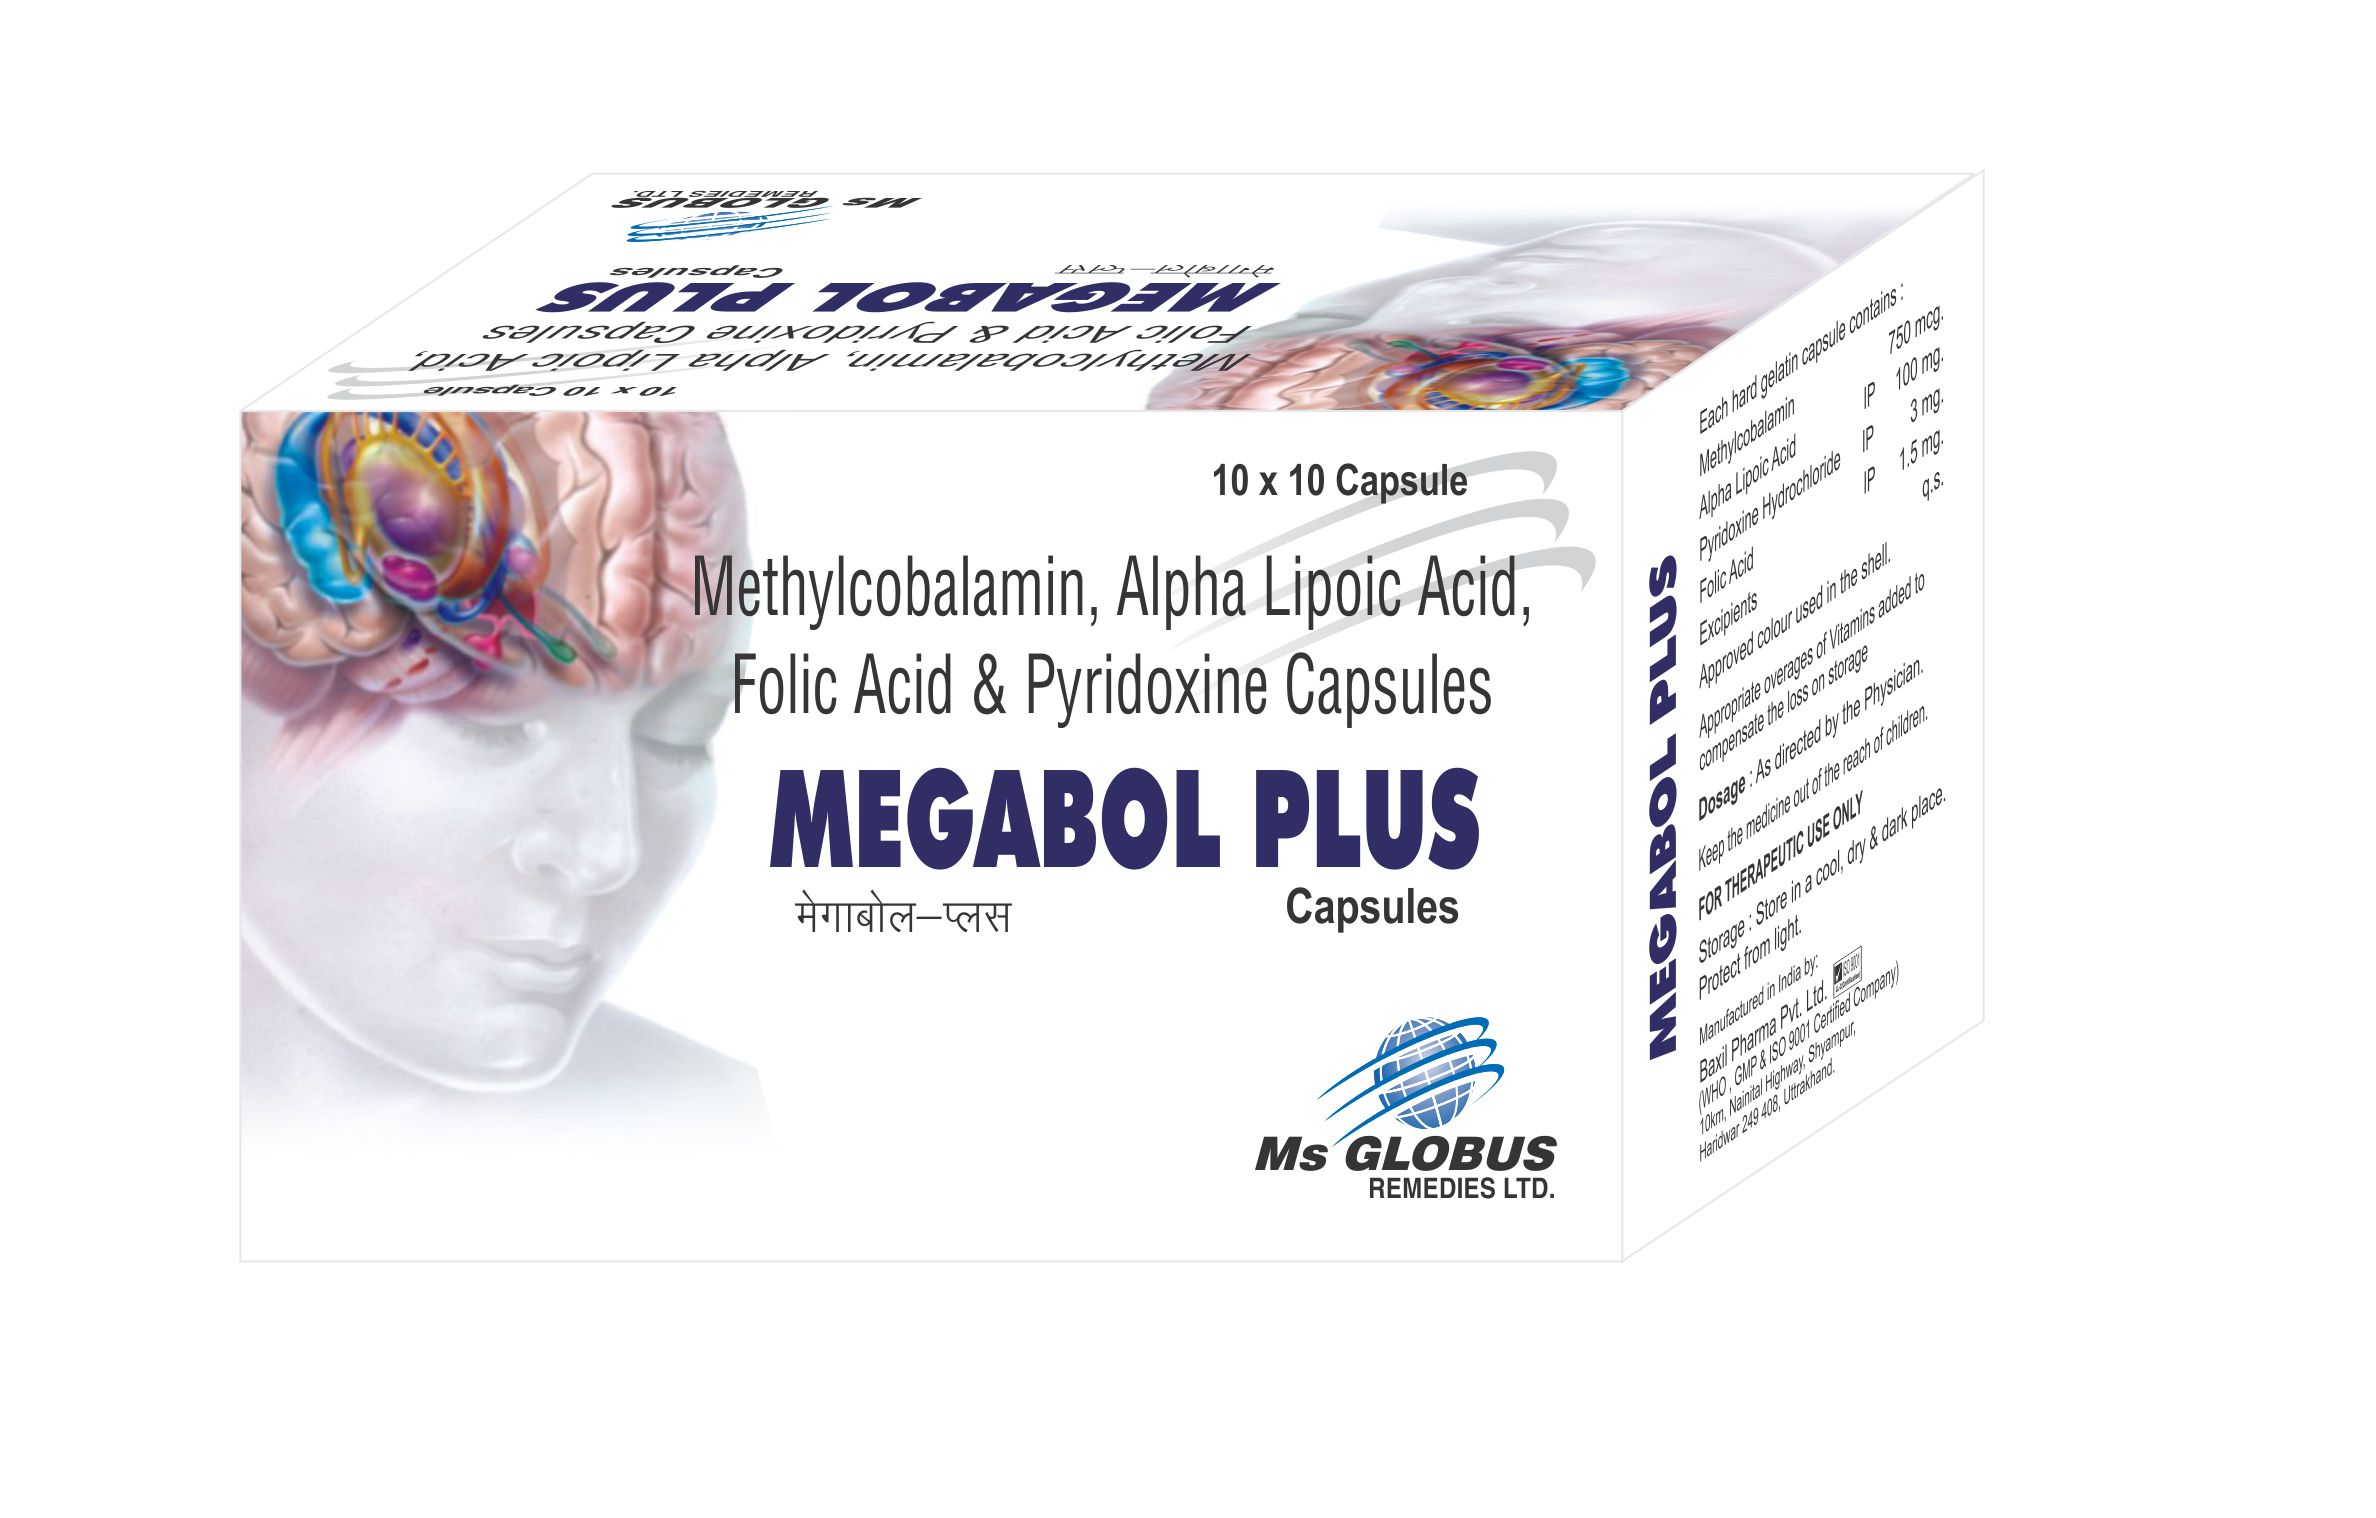 Ms GLOBUS
REMEDIES LTD.
MEGABOL PLUS
मेगाबोल–प्लस
Capsules
Methylcobalamin, Alpha Lipoic Acid,
Folic Acid & Pyridoxine Capsules
10 x 10 Capsule
10 x 10 Capsule
Methylcobalamin, Alpha Lipoic Acid,
Folic Acid & Pyridoxine Capsules
MEGABOL PLUS
मेगाबोल–प्लस
Capsules
Ms GLOBUS
REMEDIES LTD.
MEGABOL PLUS
Each hard gelatin capsule contains :
Methylcobalamin IP 750 mcg.
Alpha Lipoic Acid 100 mg.
Pyridoxine Hydrochloride IP 3 mg.
Folic Acid IP 1.5 mg.
Excipients q.s.
Approved colour used in the shell.
Appropriate overages of Vitamins added to
compensate the loss on storage
Dosage : As directed by the Physician.
Keep the medicine out of the reach of children.
FOR THERAPEUTIC USE ONLY
Storage : Store in a cool, dry & dark place.
Protect from light.
Manufactured in India by:
Baxil Pharma Pvt. Ltd.
ISO 9001
(WHO , GMP & ISO 9001 Certified Company)
10km, Nainital Highway, Shyampur,
Haridwar 249 408, Uttrakhand.